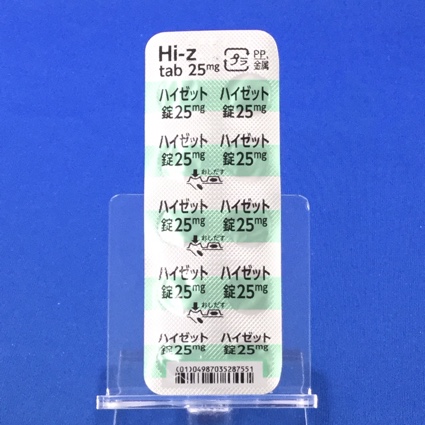 Hi-z
tab 25mg
プラ
PP,
金属
ハイゼット ハイゼット
錠25mg 錠25mg
ハイゼット ハイゼット
錠25mg 錠25mg
おしだす
ハイゼット ハイゼット
錠25mg 錠25mg
おしだす
ハイゼット ハイゼット
錠25mg 錠25mg
おしだす
ハイゼット ハイゼット
錠25mg 錠25mg
(01)04987035287551